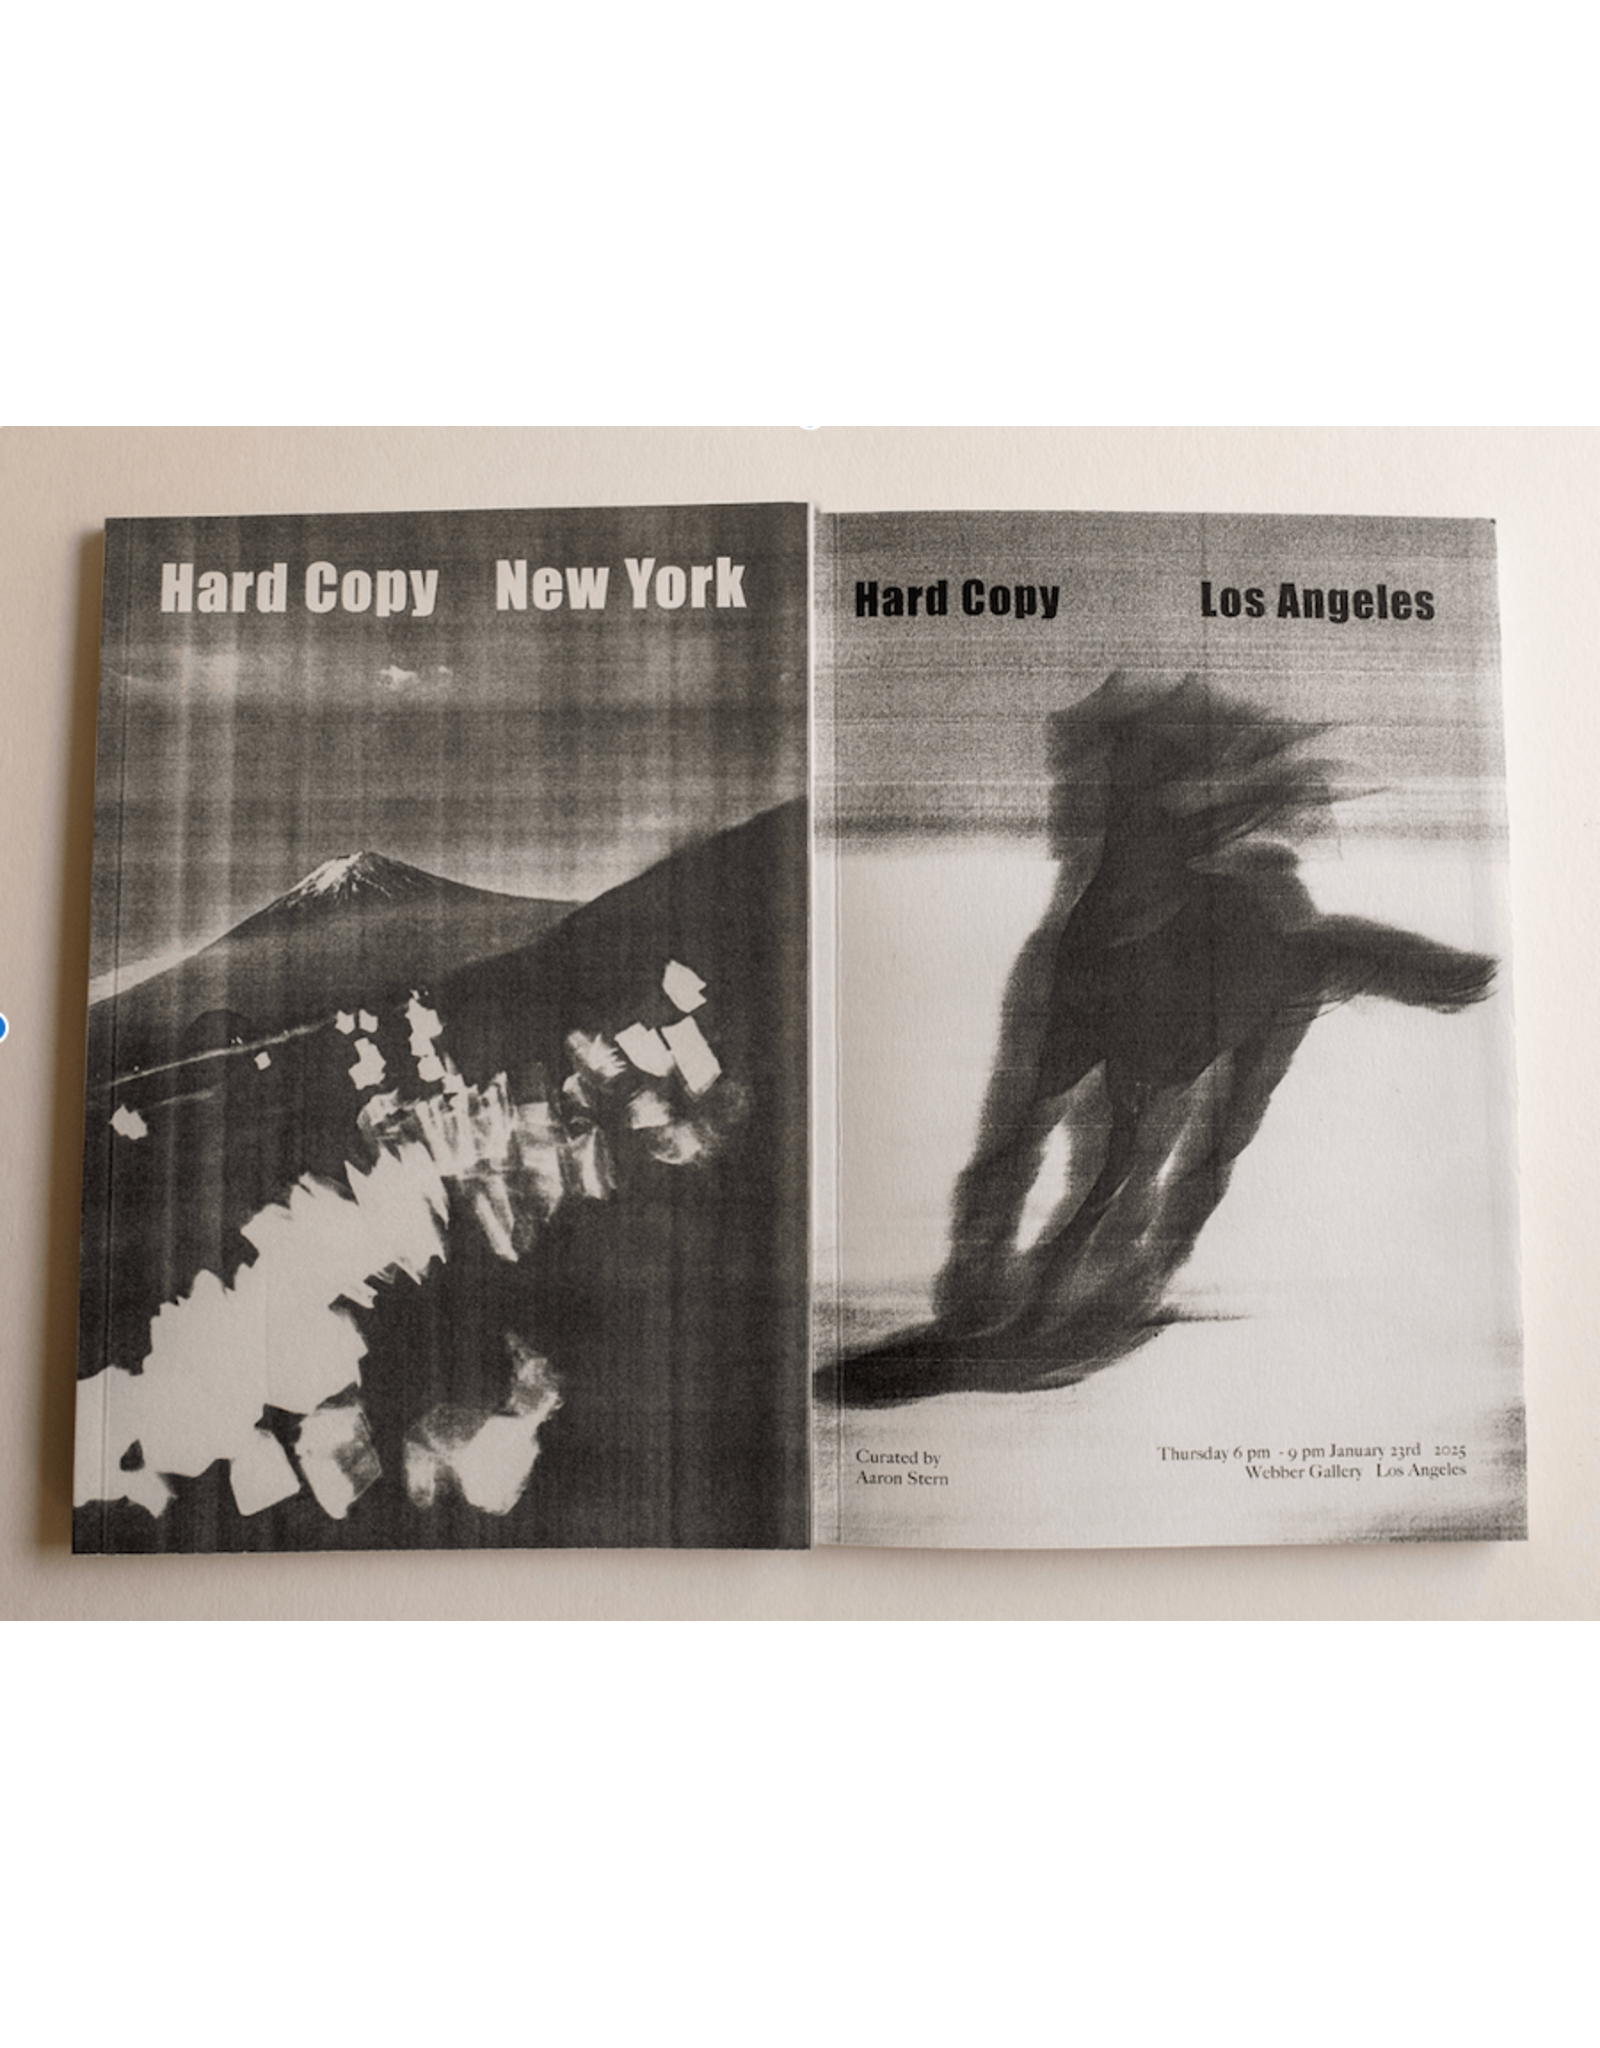 Hard Copy New York
Hard Copy Los Angeles
Curated by
Aaron Stern
Thursday 6 pm - 9 pm January 23rd 2025
Webber Gallery Los Angeles